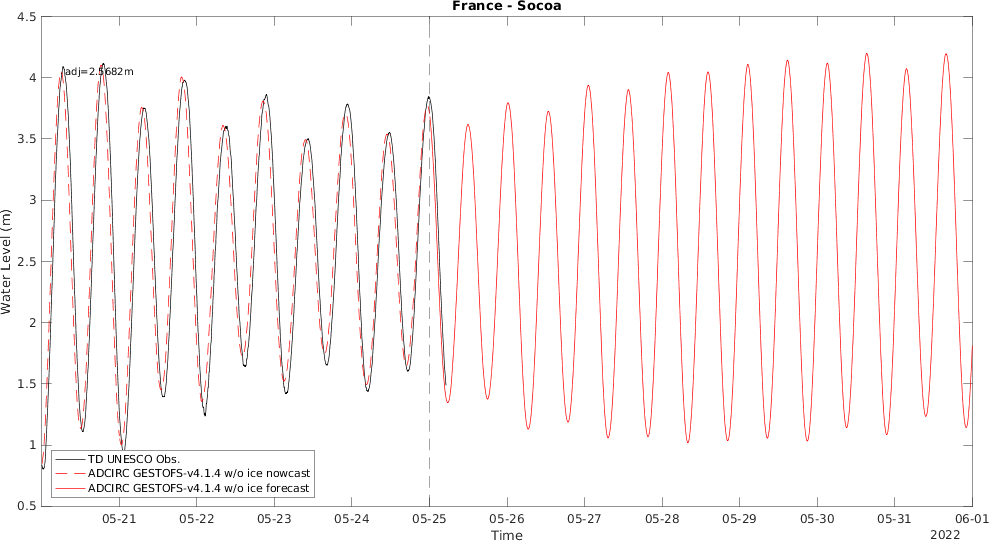 France - Socoa
4.5
4
3.5
3
2.5
2
1.5
1
0.5
Water Level (m)
adj=2.5682m
TD UNESCO Obs.
ADCIRC GESTOFS-v4.1.4 w/o ice nowcast
ADCIRC GESTOFS-v4.1.4 w/o ice forecast
05-21 05-22 05-23 05-24 05-25 05-26 05-27 05-28 05-29 05-30 05-31 06-01
Time
2022